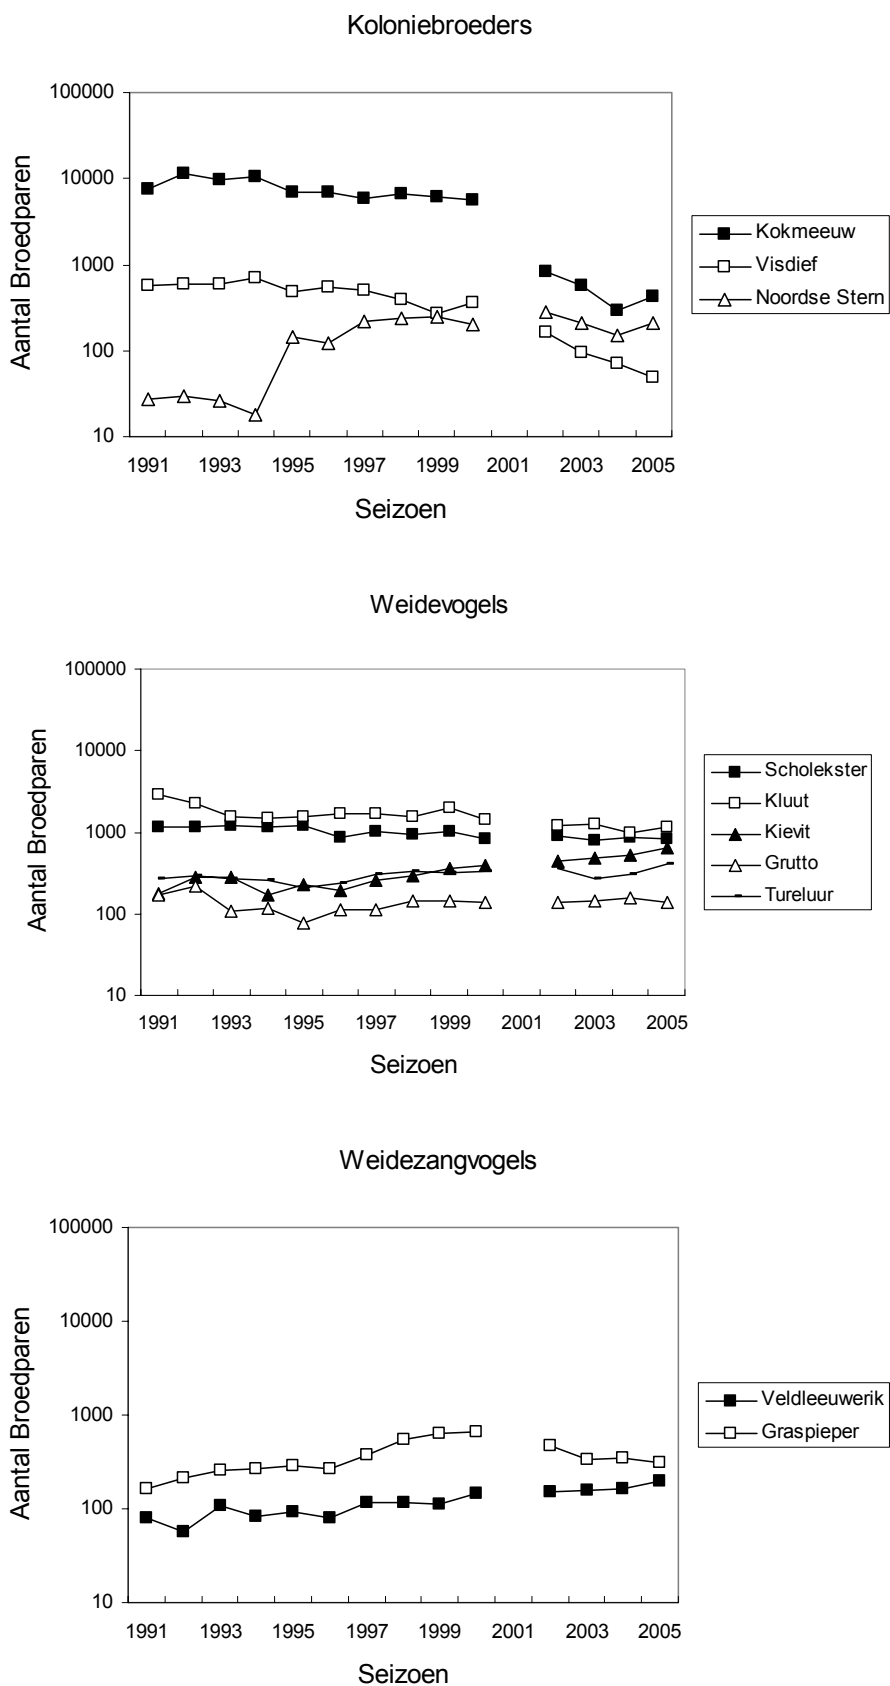 Koloniebroeders
Aantal Broedparen
100000
10000
1000
100
10
1991 1993 1995 1997 1999 2001 2003 2005
Seizoen
Kokmeeuw
Visdief
Noordse Stern
Weidevogels
Aantal Broedparen
100000
10000
1000
100
10
1991 1993 1995 1997 1999 2001 2003 2005
Seizoen
Scholekster
Kluut
Kievit
Grutto
Tureluur
Weidezangvogels
Aantal Broedparen
100000
10000
1000
100
10
1991 1993 1995 1997 1999 2001 2003 2005
Seizoen
Veldleeuwerik
Graspieper